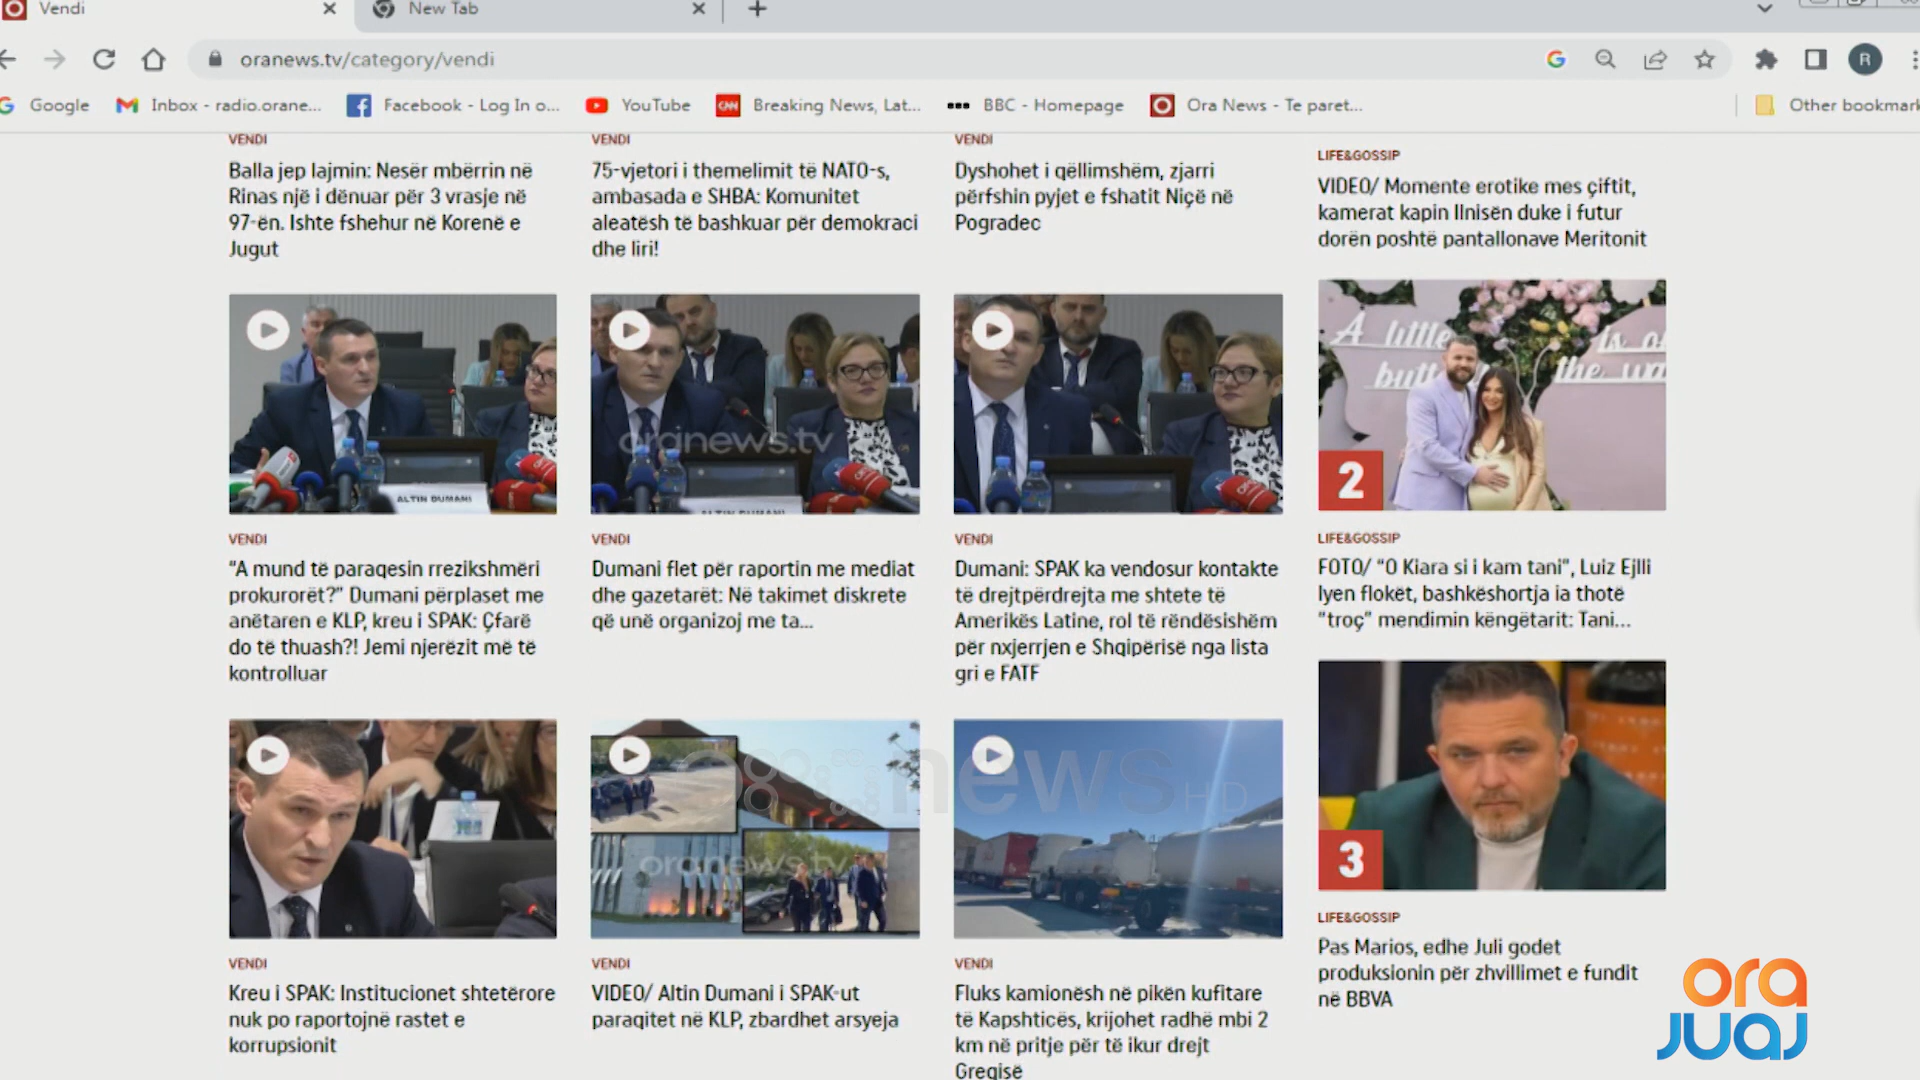 Vendi
New Tab
oranews.tv/category/vendi
R
Google
Inbox - radio.orane...
Facebook - Log In o...
YouTube
CNN
Breaking News, Lat...
BBC - Homepage
Ora News - Te paret...
Other bookmark
VENDI
Balla jep lajmin: Nesër mbërrin në
Rinas një i dënuar për 3 vrasje në
97-ën. Ishte fshehur në Korenë e
Jugut
VENDI
75-vjetori i themelimit të NATO-s,
ambasada e SHBA: Komunitet
aleatësh të bashkuar për demokraci
dhe liri!
VENDI
Dyshohet i qëllimshëm, zjarri
përfshin pyjet e fshatit Niçë në
Pogradec
LIFE&GOSSIP
VIDEO/ Momente erotike mes çiftit,
kamerat kapin Ilnisën duke i futur
dorën poshtë pantallonave Meritonit
ALTIN DUMANI
oranews.tv
ALTIN DUMANI
A little
is o
butt
the wa
2
VENDI
“A mund të paraqesin rrezikshmëri
prokurorët?” Dumani përplaset me
anëtaren e KLP, kreu i SPAK: Çfarë
do të thuash?! Jemi njerëzit më të
kontrolluar
VENDI
Dumani flet për raportin me mediat
dhe gazetarët: Në takimet diskrete
që unë organizoj me ta...
VENDI
Dumani: SPAK ka vendosur kontakte
të drejtpërdrejta me shtete të
Amerikës Latine, rol të rëndësishëm
për nxjerrjen e Shqipërisë nga lista
gri e FATF
LIFE&GOSSIP
FOTO/ “O Kiara si i kam tani”, Luiz Ejlli
lyen flokët, bashkëshortja ia thotë
“troç” mendimin këngëtarit: Tani...
oranews.tv
news HD
3
VENDI
Kreu i SPAK: Institucionet shtetërore
nuk po raportojnë rastet e
korrupsionit
VENDI
VIDEO/ Altin Dumani i SPAK-ut
paraqitet në KLP, zbardhet arsyeja
VENDI
Fluks kamionësh në pikën kufitare
të Kapshticës, krijohet radhë mbi 2
km në pritje për të ikur drejt
Greqisë
LIFE&GOSSIP
Pas Marios, edhe Juli godet
produksionin për zhvillimet e fundit
në BBVA
ora
JUAJ